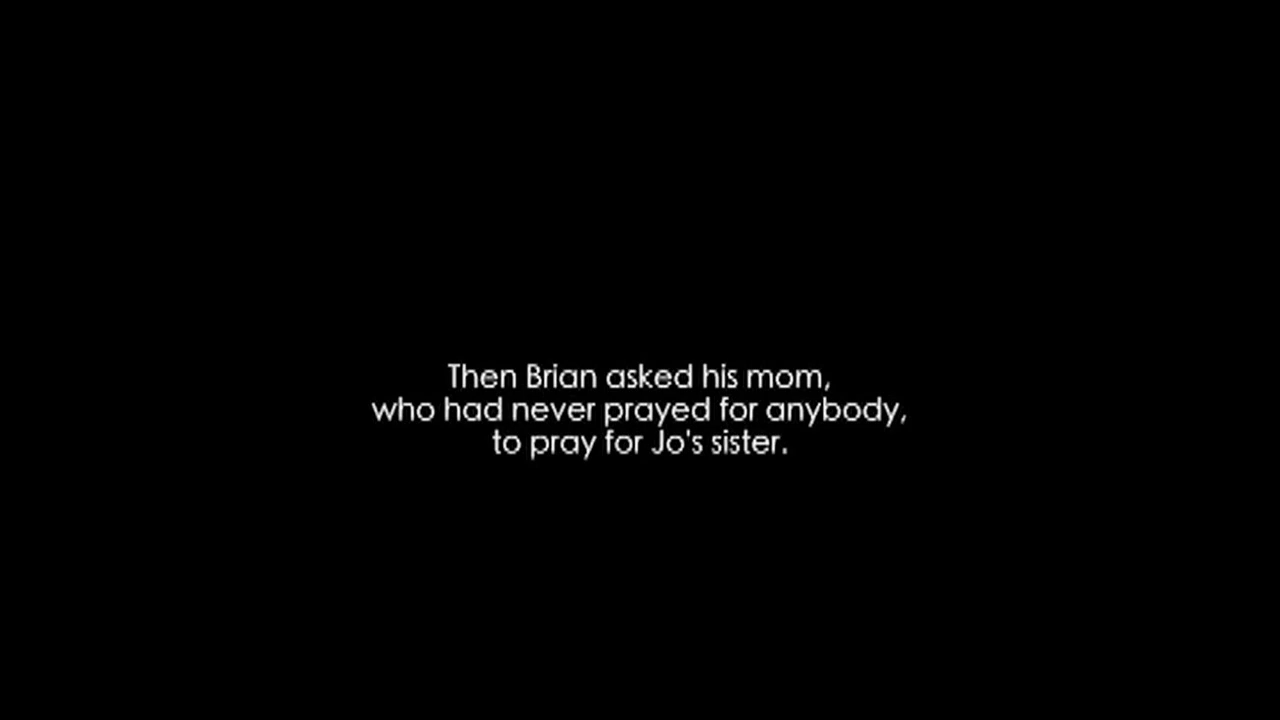 Then Brian asked his mom,
who had never prayed for anybody,
to pray for Jo's sister.